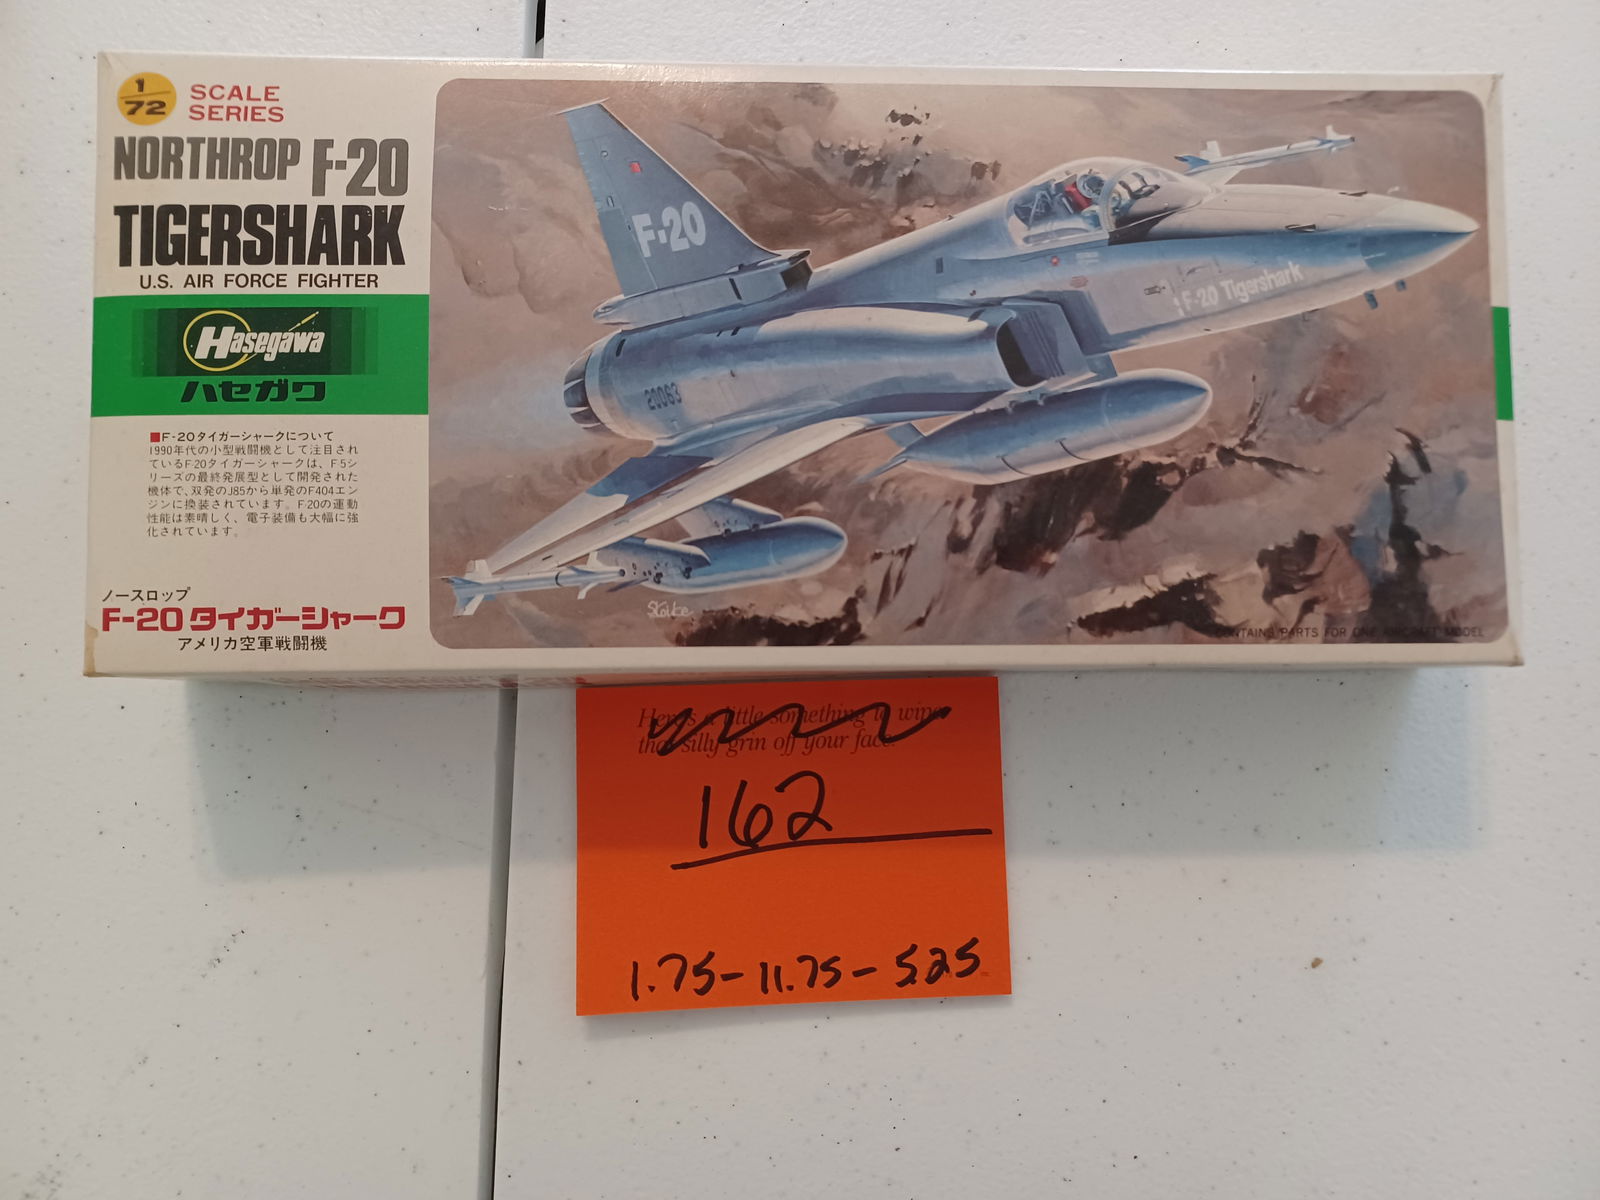 1/72
SCALE
SERIES
NORTHROP F-20
TIGERSHARK
U.S. AIR FORCE FIGHTER
Hasegawa
ハセガワ
■F-20タイガーシャークについて
1990年代の小型戦闘機として注目され
ているF-20タイガーシャークは、F5シ
リーズの最終発展型として開発された
機体で、双発のJ85から単発のF404エン
ジンに換装されています。F-20の運動
性能は素晴しく、電子装備も大幅に強
化されています。
ノースロップ
F-20タイガーシャーク
アメリカ空軍戦闘機
F-20
F-20 Tigershark
20063
CONTAINS PARTS FOR ONE AIRCRAFT MODEL
Here's a little something to wipe
that silly grin off your face.
162
1.75-11.75-5.25